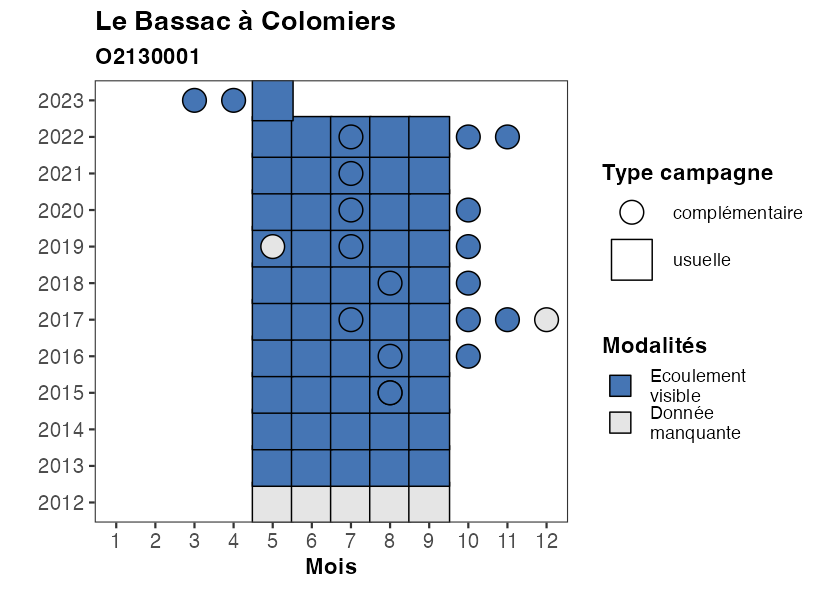 Le Bassac à Colomiers
O2130001
2023
2022
2021
2020
2019
2018
2017
2016
2015
2014
2013
2012
1 2 3 4 5 6 7 8 9 10 11 12
Mois
Type campagne
complémentaire
usuelle
Modalités
Ecoulement
visible
Donnée
manquante